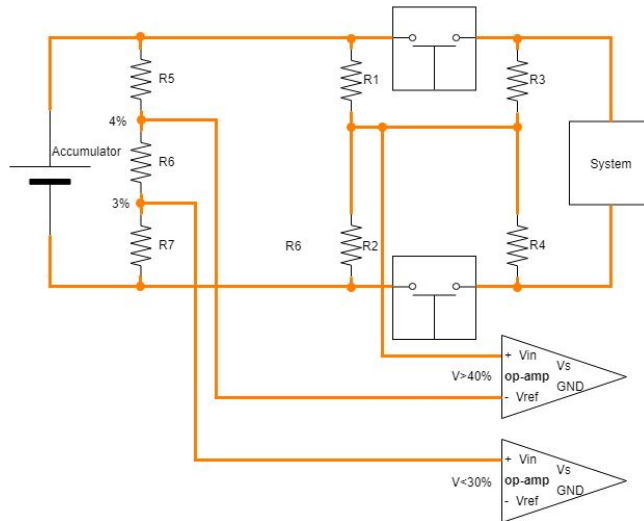 R5
R1
R3
4%
Accumulator
R6
System
3%
R7
R6
R2
R4
+ Vin
Vs
V>40%
op-amp
GND
- Vref
+ Vin
Vs
V<30%
op-amp
GND
- Vref